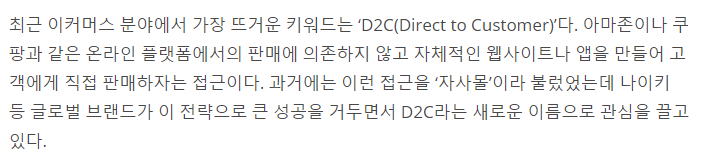 최근 이커머스 분야에서 가장 뜨거운 키워드는 ‘D2C(Direct to Customer)’다. 아마존이나 쿠
팡과 같은 온라인 플랫폼에서의 판매에 의존하지 않고 자체적인 웹사이트나 앱을 만들어 고
객에게 직접 판매하자는 접근이다. 과거에는 이런 접근을 ‘자사몰’이라 불렀었는데 나이키
등 글로벌 브랜드가 이 전략으로 큰 성공을 거두면서 D2C라는 새로운 이름으로 관심을 끌고
있다.